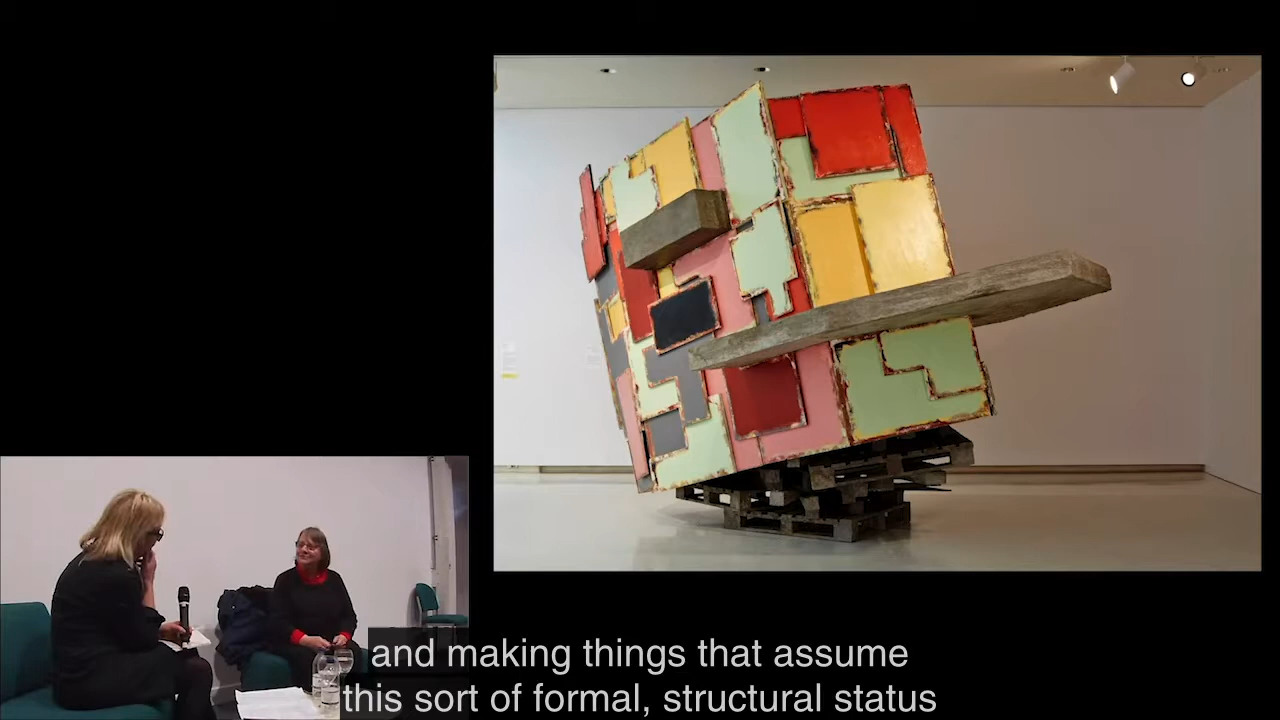 and making things that assume
this sort of formal, structural status